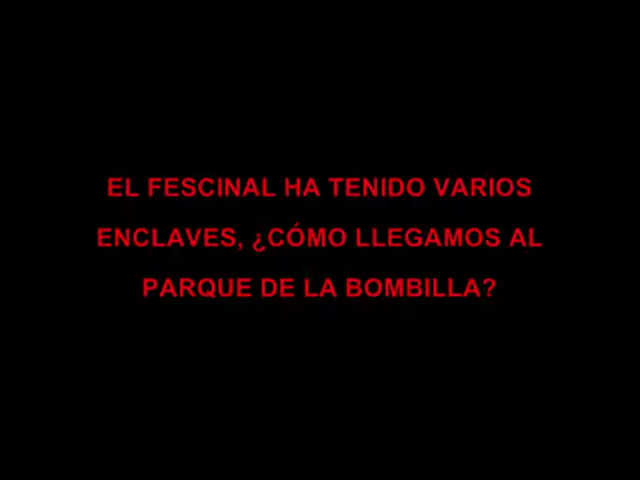 EL FESCINAL HA TENIDO VARIOS
ENCLAVES, ¿CÓMO LLEGAMOS AL
PARQUE DE LA BOMBILLA?